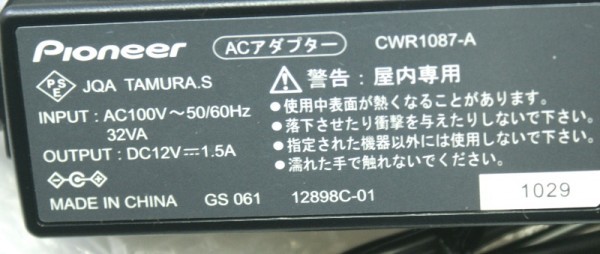 Pioneer ACアダプター CWR1087-A
PSE JQA TAMURA.S
INPUT : AC100V～50/60Hz
32VA
OUTPUT : DC12V⎓1.5A
MADE IN CHINA GS 061 12898C-01
⚠警告 : 屋内専用
●使用中表面が熱くなることがあります。
●落下させたり衝撃を与えたりしないで下さい。
●指定された機器以外には使用しないで下さい。
●濡れた手で触れないでください。
1029